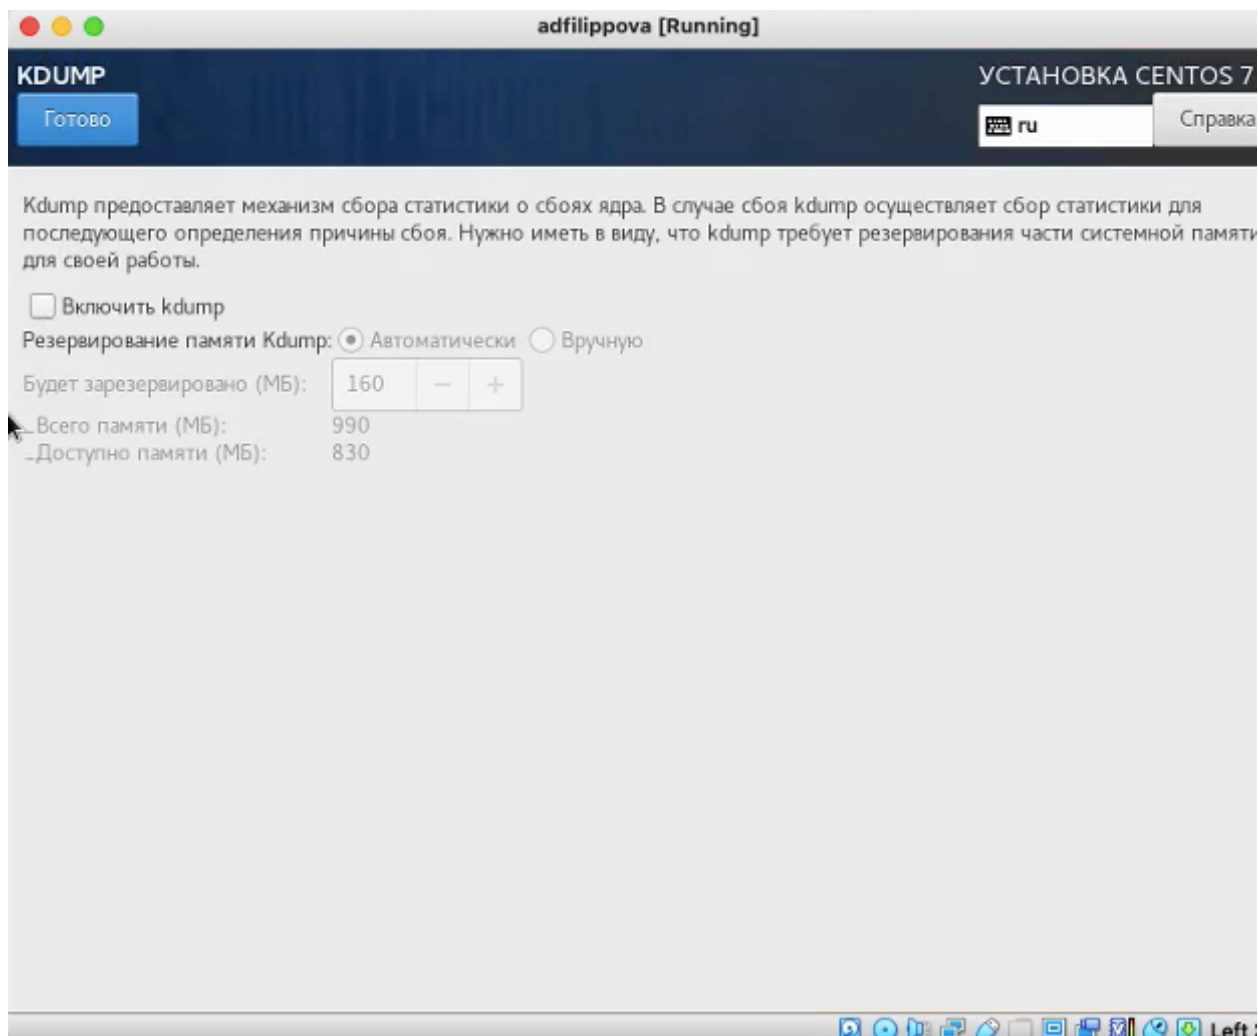 adfilippova [Running]
KDUMP
УСТАНОВКА CENTOS 7
Готово
ru
Справка
Kdump предоставляет механизм сбора статистики о сбоях ядра. В случае сбоя kdump осуществляет сбор статистики для
последующего определения причины сбоя. Нужно иметь в виду, что kdump требует резервирования части системной памяти
для своей работы.
Включить kdump
Резервирование памяти Kdump: Автоматически Вручную
Будет зарезервировано (МБ): 160 − +
_Всего памяти (МБ): 990
_Доступно памяти (МБ): 830
Left